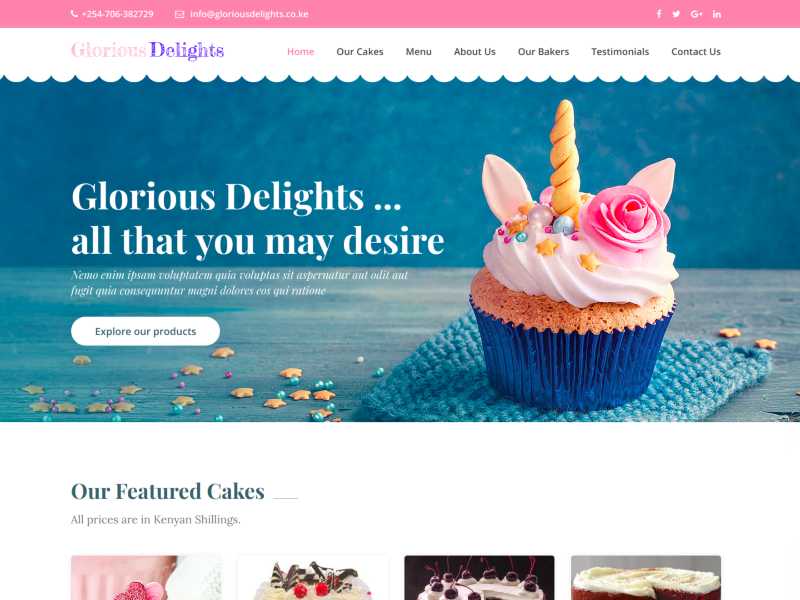 +254-706-382729 info@gloriousdelights.co.ke
Glorious Delights
Home Our Cakes Menu About Us Our Bakers Testimonials Contact Us
Glorious Delights ...
all that you may desire
Nemo enim ipsam voluptatem quia voluptas sit aspernatur aut odit aut
fugit quia consequuntur magni dolores eos qui ratione
Explore our products
Our Featured Cakes
All prices are in Kenyan Shillings.